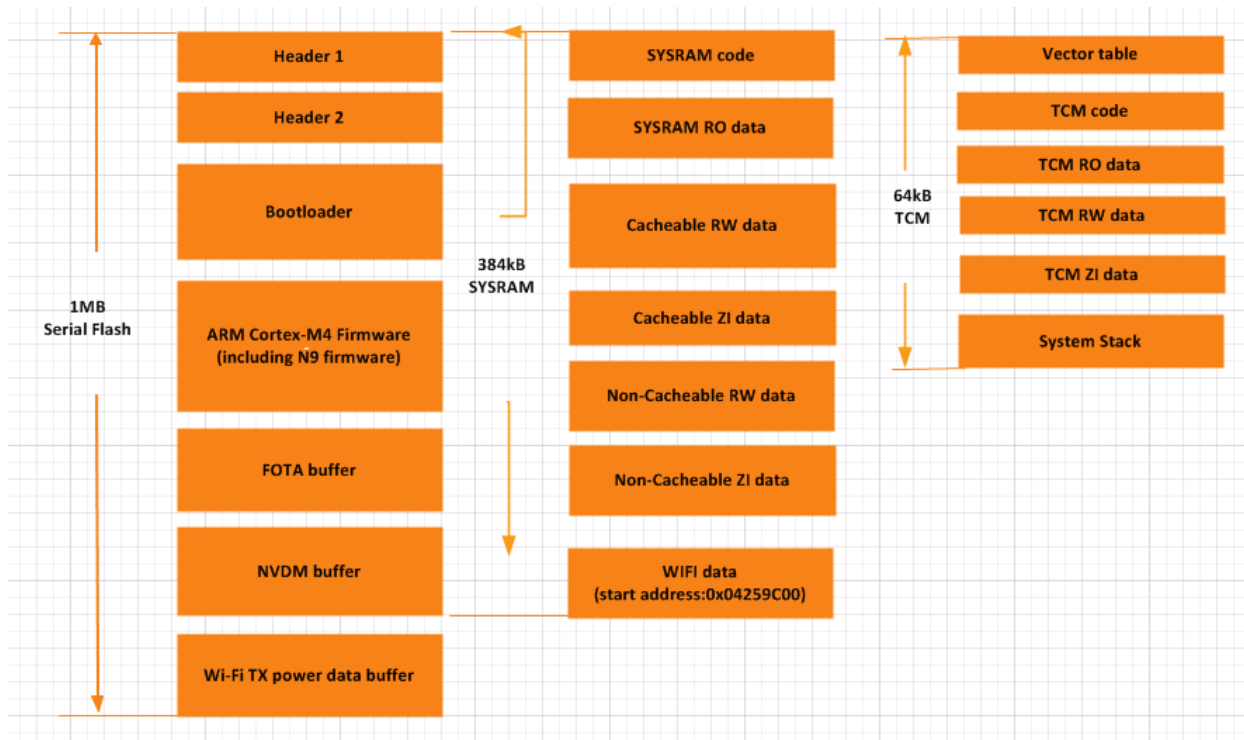 Header 1
Header 2
Bootloader
1MB
Serial Flash
ARM Cortex-M4 Firmware
(including N9 firmware)
FOTA buffer
NVDM buffer
Wi-Fi TX power data buffer
SYSRAM code
SYSRAM RO data
Cacheable RW data
384kB
SYSRAM
Cacheable ZI data
Non-Cacheable RW data
Non-Cacheable ZI data
WIFI data
(start address:0x04259C00)
Vector table
TCM code
TCM RO data
64kB
TCM
TCM RW data
TCM ZI data
System Stack